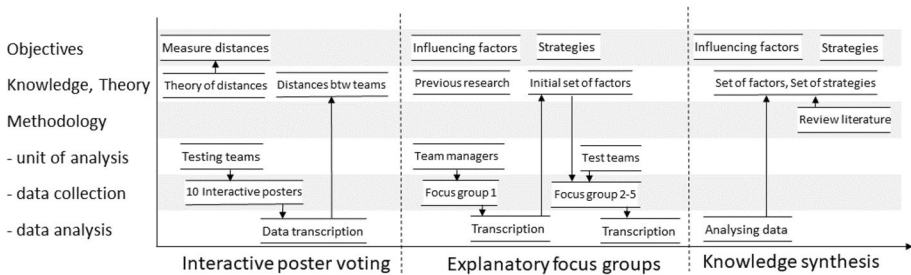 Objectives
Measure distances
Influencing factors
Strategies
Influencing factors
Strategies
Knowledge, Theory
Theory of distances
Distances btw teams
Previous research
Initial set of factors
Set of factors, Set of strategies
Methodology
Review literature
- unit of analysis
Testing teams
Team managers
Test teams
- data collection
10 Interactive posters
Focus group 1
Focus group 2-5
- data analysis
Data transcription
Transcription
Transcription
Analysing data
Interactive poster voting
Explanatory focus groups
Knowledge synthesis